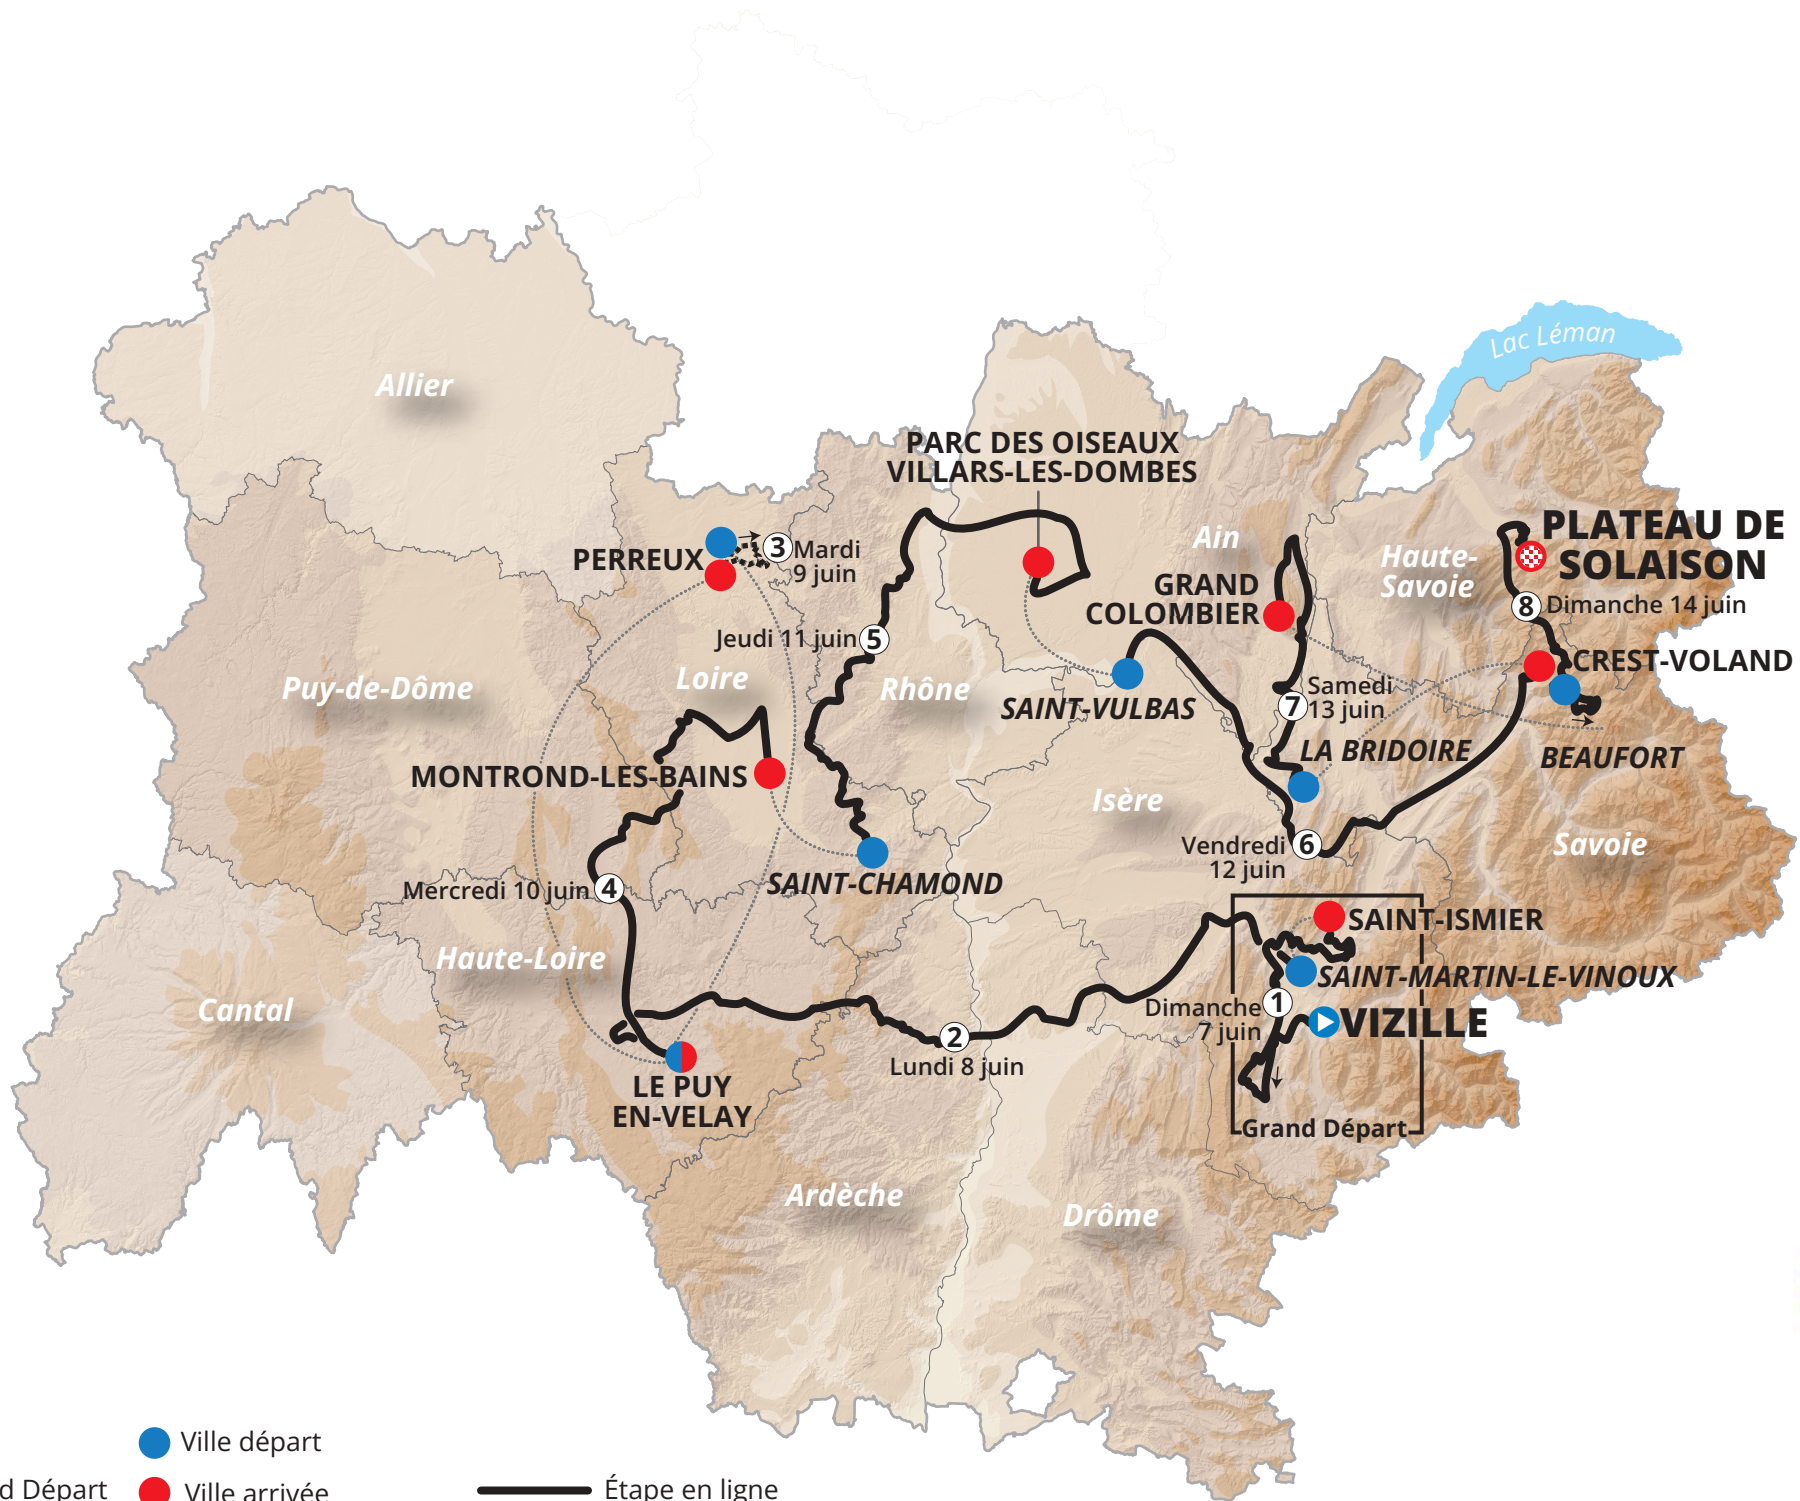 Lac Léman
Allier
PARC DES OISEAUX
VILLARS-LES-DOMBES
PERREUX
3
Mardi
9 juin
Ain
Haute-
Savoie
PLATEAU DE
SOLAISON
GRAND
COLOMBIER
8
Dimanche 14 juin
Jeudi 11 juin
5
CREST-VOLAND
Puy-de-Dôme
Loire
Rhône
SAINT-VULBAS
7
Samedi
13 juin
LA BRIDOIRE
BEAUFORT
MONTROND-LES-BAINS
Isère
Savoie
Vendredi
12 juin
6
SAINT-CHAMOND
Mercredi 10 juin
4
SAINT-ISMIER
Haute-Loire
SAINT-MARTIN-LE-VINOUX
Cantal
Dimanche
7 juin
1
VIZILLE
2
Lundi 8 juin
LE PUY
EN-VELAY
Grand Départ
Ardèche
Drôme
Ville départ
d Départ
Ville arrivée
Étape en ligne